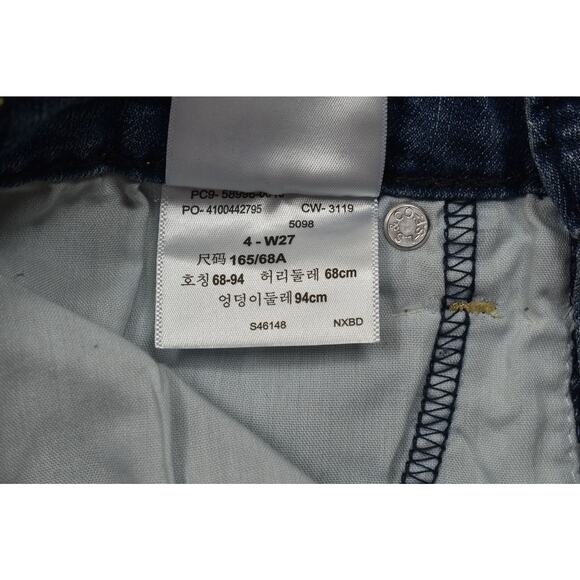 PO- 4100442795 CW- 3119
5098
4 - W27
尺码 165/68A
호칭 68-94 허리둘레 68cm
엉덩이둘레 94cm
S46148 NXBD